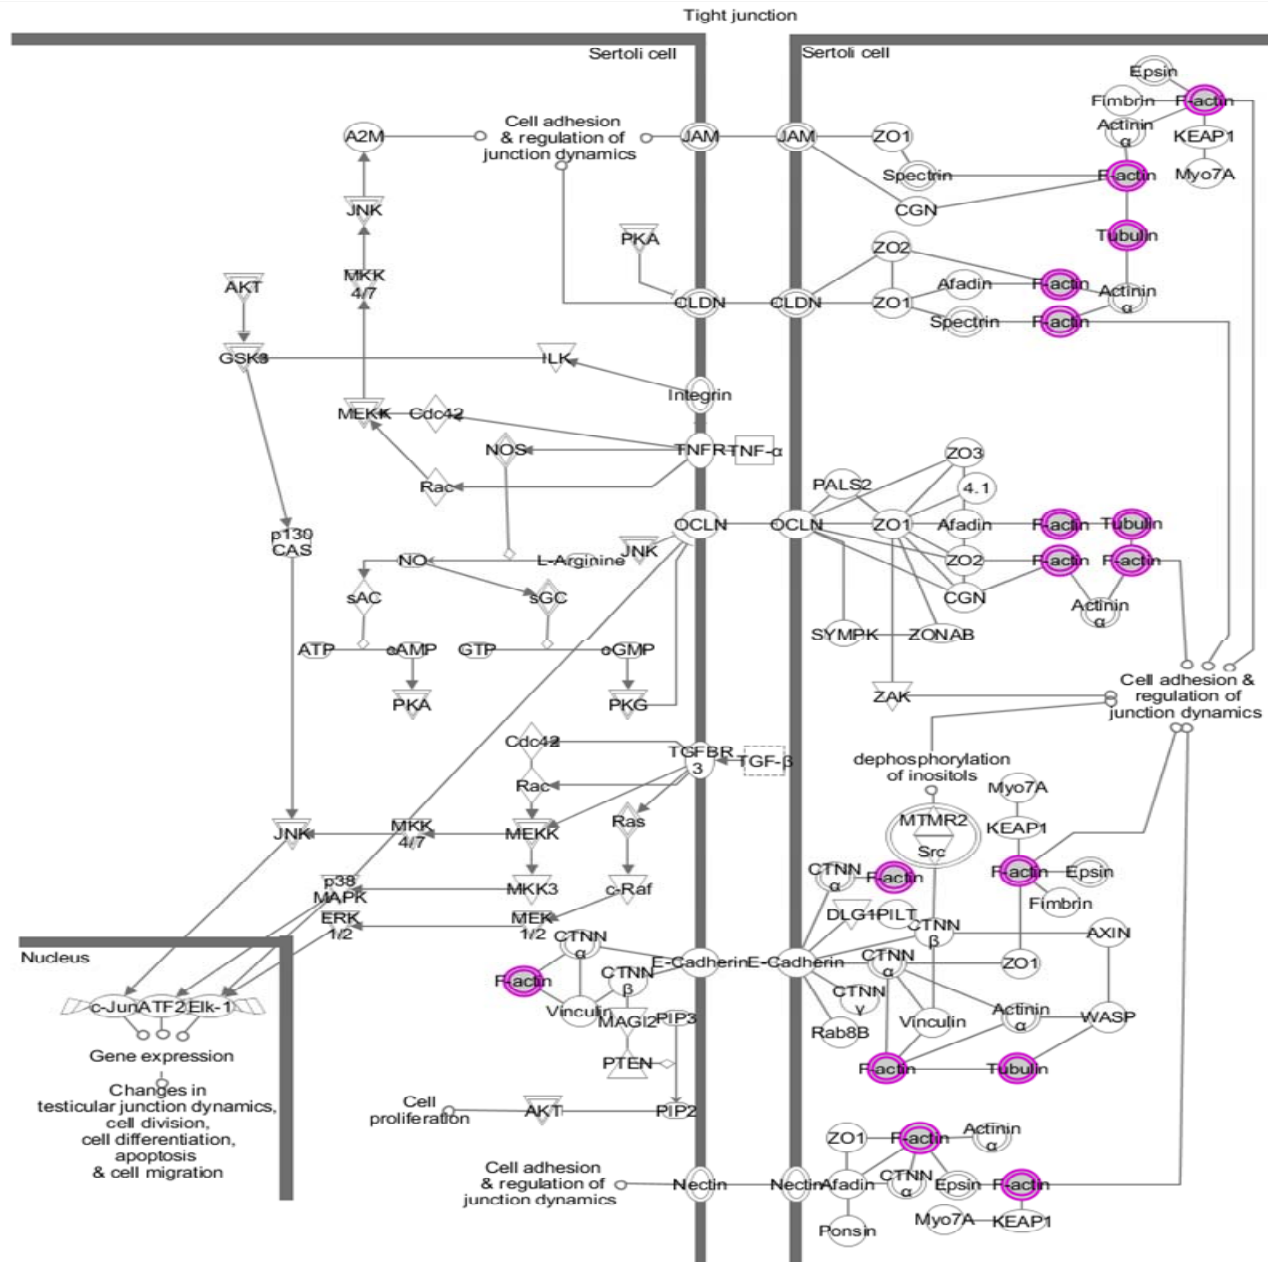 Tight junction
Sertoli cell
Sertoli cell
Epsin
Fimbrin
F-actin
Cell adhesion
& regulation of
junction dynamics
A2M
JAM
JAM
ZO1
Actinin
α
KEAP1
Spectrin
F-actin
Myo7A
JNK
CGN
PKA
ZO2
Tubulin
MKK
4/7
AKT
Afadin
F-actin
Actinin
α
CLDN
CLDN
ZO1
Spectrin
F-actin
GSK3
ILK
Integrin
MEKK
Cdc42
NOS
TNFR
TNF-α
ZO3
Rac
PALS2
4.1
OCLN
OCLN
ZO1
Afadin
F-actin
Tubulin
p130
CAS
JNK
NO
L-Arginine
ZO2
F-actin
F-actin
sAC
sGC
CGN
Actinin
α
SYMPK
ZONAB
ATP
cAMP
GTP
cGMP
PKA
PKG
ZAK
Cell adhesion &
regulation of
junction dynamics
Cdc42
TGFBR
3
TGF-β
dephosphorylation
of inositols
Rac
Myo7A
Ras
MTMR2
KEAP1
JNK
MKK
4/7
MEKK
Src
CTNN
α
F-actin
F-actin
Epsin
p38
MAPK
MKK3
c-Raf
Fimbrin
DLG1
PILT
ERK
1/2
MEK
1/2
CTNN
β
AXIN
Nucleus
CTNN
α
E-Cadherin
E-Cadherin
CTNN
α
ZO1
F-actin
CTNN
β
CTNN
γ
c-Jun
ATF2
Elk-1
Vinculin
MAGI2
PIP3
Rab8B
Vinculin
Actinin
α
WASP
Gene expression
PTEN
F-actin
Tubulin
Changes in
testicular junction dynamics,
cell division,
cell differentiation,
apoptosis
& cell migration
Cell
proliferation
AKT
PIP2
ZO1
F-actin
Actinin
α
Cell adhesion
& regulation of
junction dynamics
Nectin
Nectin
Afadin
CTNN
α
Epsin
F-actin
Ponsin
Myo7A
KEAP1